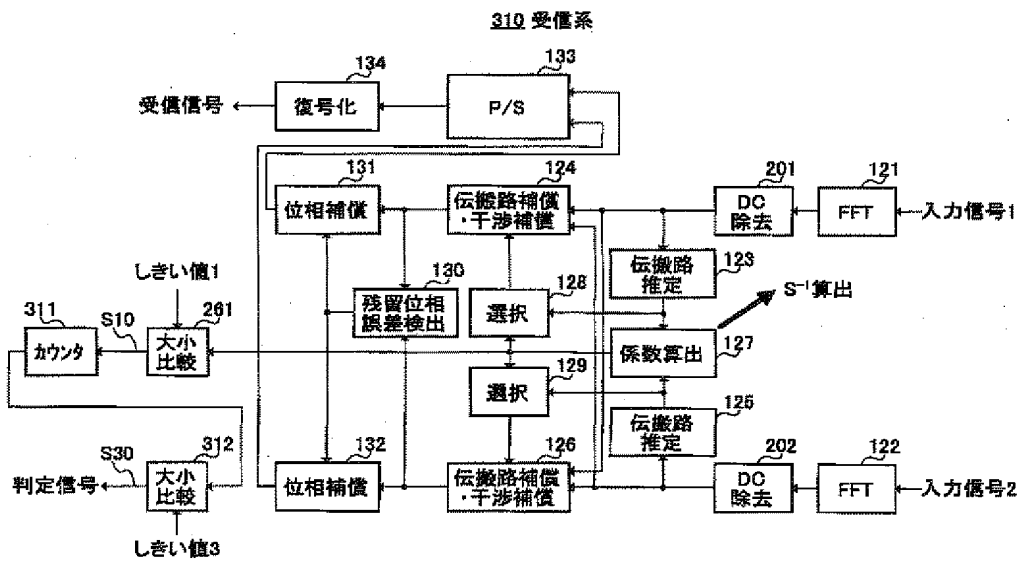 310 受信系
134
133
受信信号
復号化
P/S
131
124
201
121
位相補償
伝搬路補償
・干渉補償
DC
除去
FFT
入力信号1
しきい値1
130
128
伝搬路
推定
123
S⁻¹算出
311
S10
261
残留位相
誤差検出
選択
カウンタ
大小
比較
係数算出
127
129
選択
125
伝搬路
推定
S30
312
132
126
202
122
判定信号
大小
比較
位相補償
伝搬路補償
・干渉補償
DC
除去
FFT
入力信号2
しきい値3